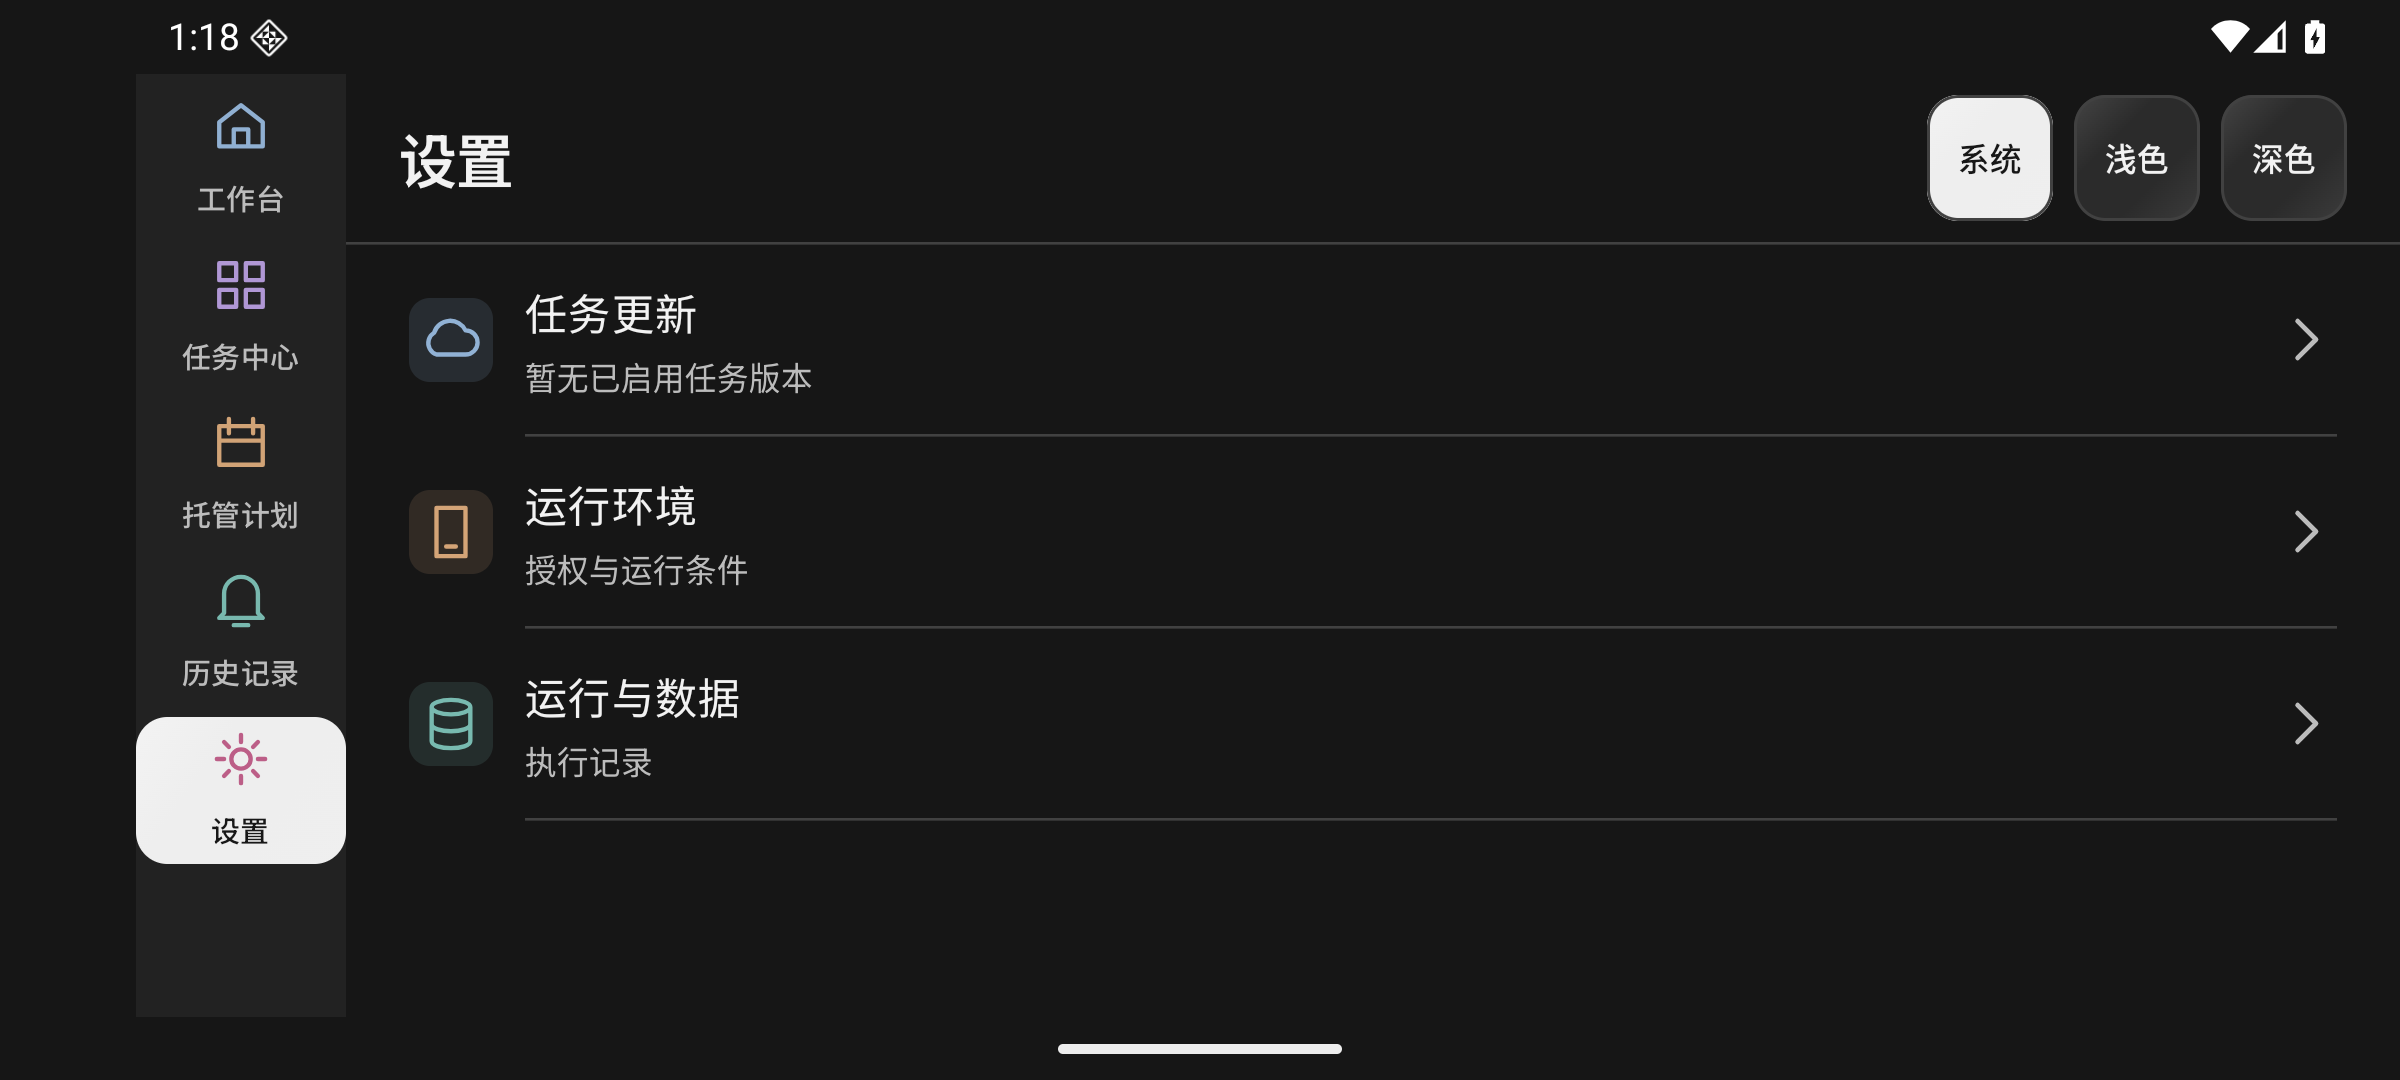 1:18
工作台
任务中心
托管计划
历史记录
设置
设置
系统
浅色
深色
任务更新
暂无已启用任务版本
运行环境
授权与运行条件
运行与数据
执行记录